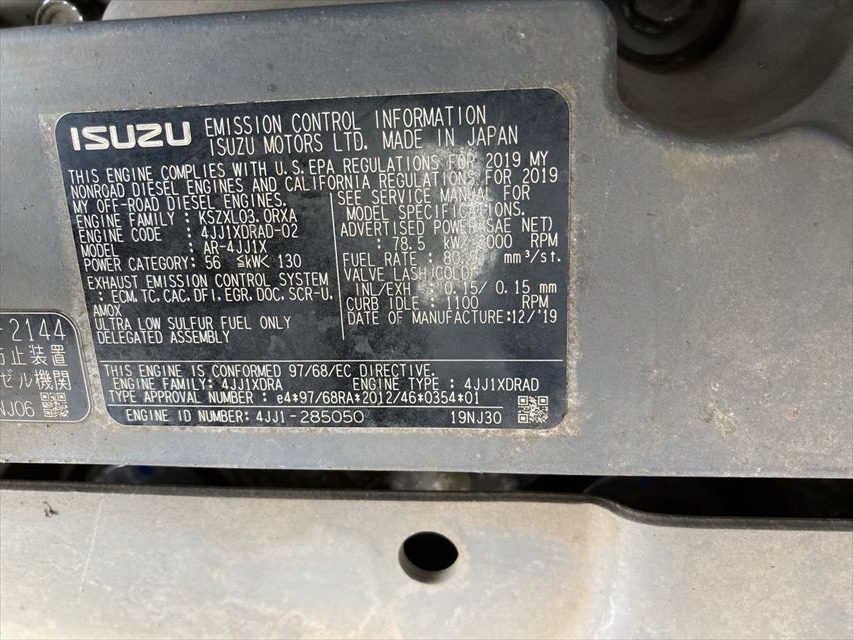 ISUZU EMISSION CONTROL INFORMATION
ISUZU MOTORS LTD. MADE IN JAPAN
THIS ENGINE COMPLIES WITH U.S.EPA REGULATIONS FOR 2019 MY
NONROAD DIESEL ENGINES AND CALIFORNIA REGULATIONS FOR 2019
MY OFF-ROAD DIESEL ENGINES.
ENGINE FAMILY : KSZXL03.0RXA
ENGINE CODE : 4JJ1XDRAD-02
MODEL : AR-4JJ1X
POWER CATEGORY: 56 ≦kW< 130
EXHAUST EMISSION CONTROL SYSTEM
: ECM.TC.CAC.DFI.EGR.DOC.SCR-U.
AMOX
ULTRA LOW SULFUR FUEL ONLY
DELEGATED ASSEMBLY
SEE SERVICE MANUAL FOR
MODEL SPECIFICATIONS.
ADVERTISED POWER(SAE NET)
: 78.5 kW/ 000 RPM
FUEL RATE : 80. mm³/st.
VALVE LASH(COLD)
INL/EXH : 0.15/ 0.15 mm
CURB IDLE : 1100 RPM
DATE OF MANUFACTURE:12/'19
THIS ENGINE IS CONFORMED 97/68/EC DIRECTIVE.
ENGINE FAMILY: 4JJ1XDRA ENGINE TYPE : 4JJ1XDRAD
TYPE APPROVAL NUMBER : e4*97/68RA*2012/46*0354*01
ENGINE ID NUMBER: 4JJ1-285050 19NJ30
2144
止装置
ゼル機関
NJ06